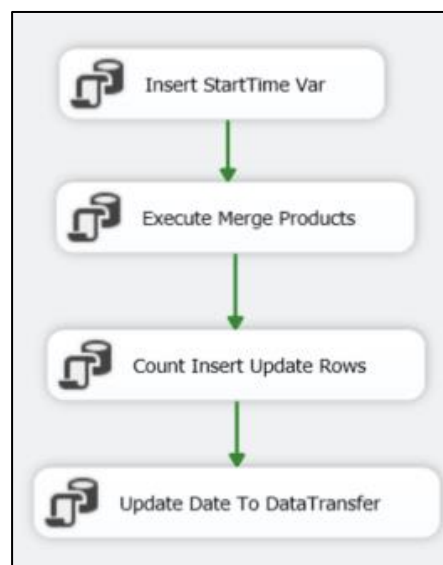 Insert StartTime Var
Execute Merge Products
Count Insert Update Rows
Update Date To DataTransfer